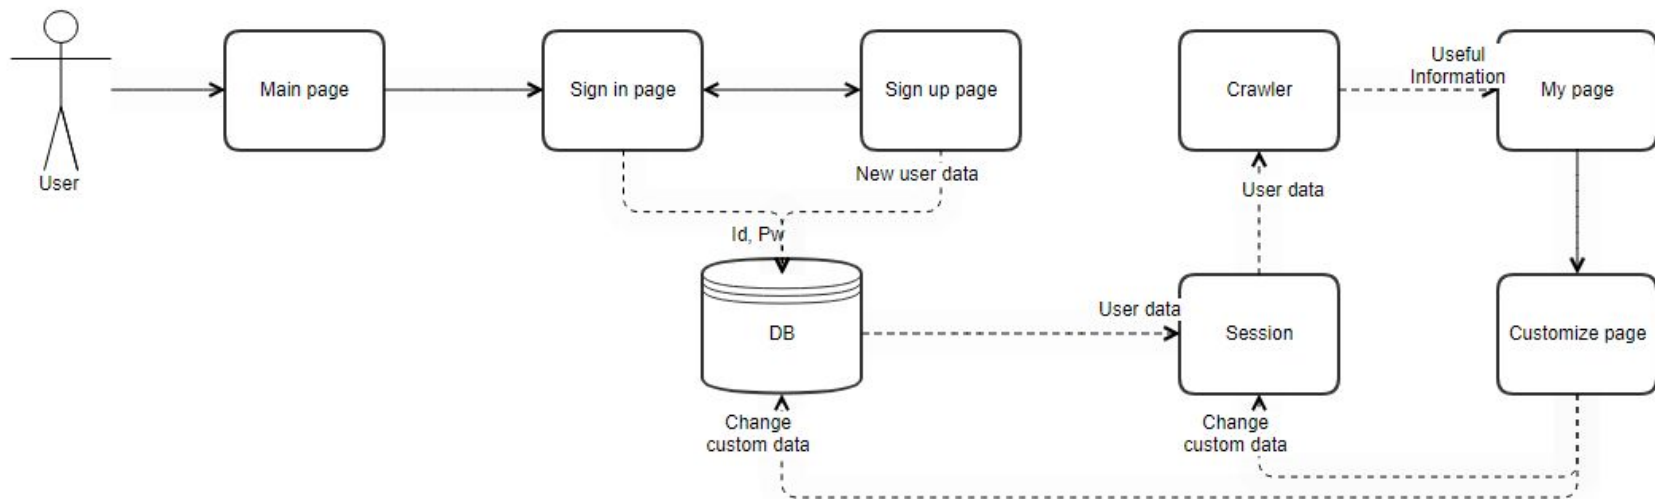 User
Main page
Sign in page
Sign up page
New user data
Id, Pw
DB
User data
Session
User data
Crawler
Useful
Information
My page
Customize page
Change
custom data
Change
custom data